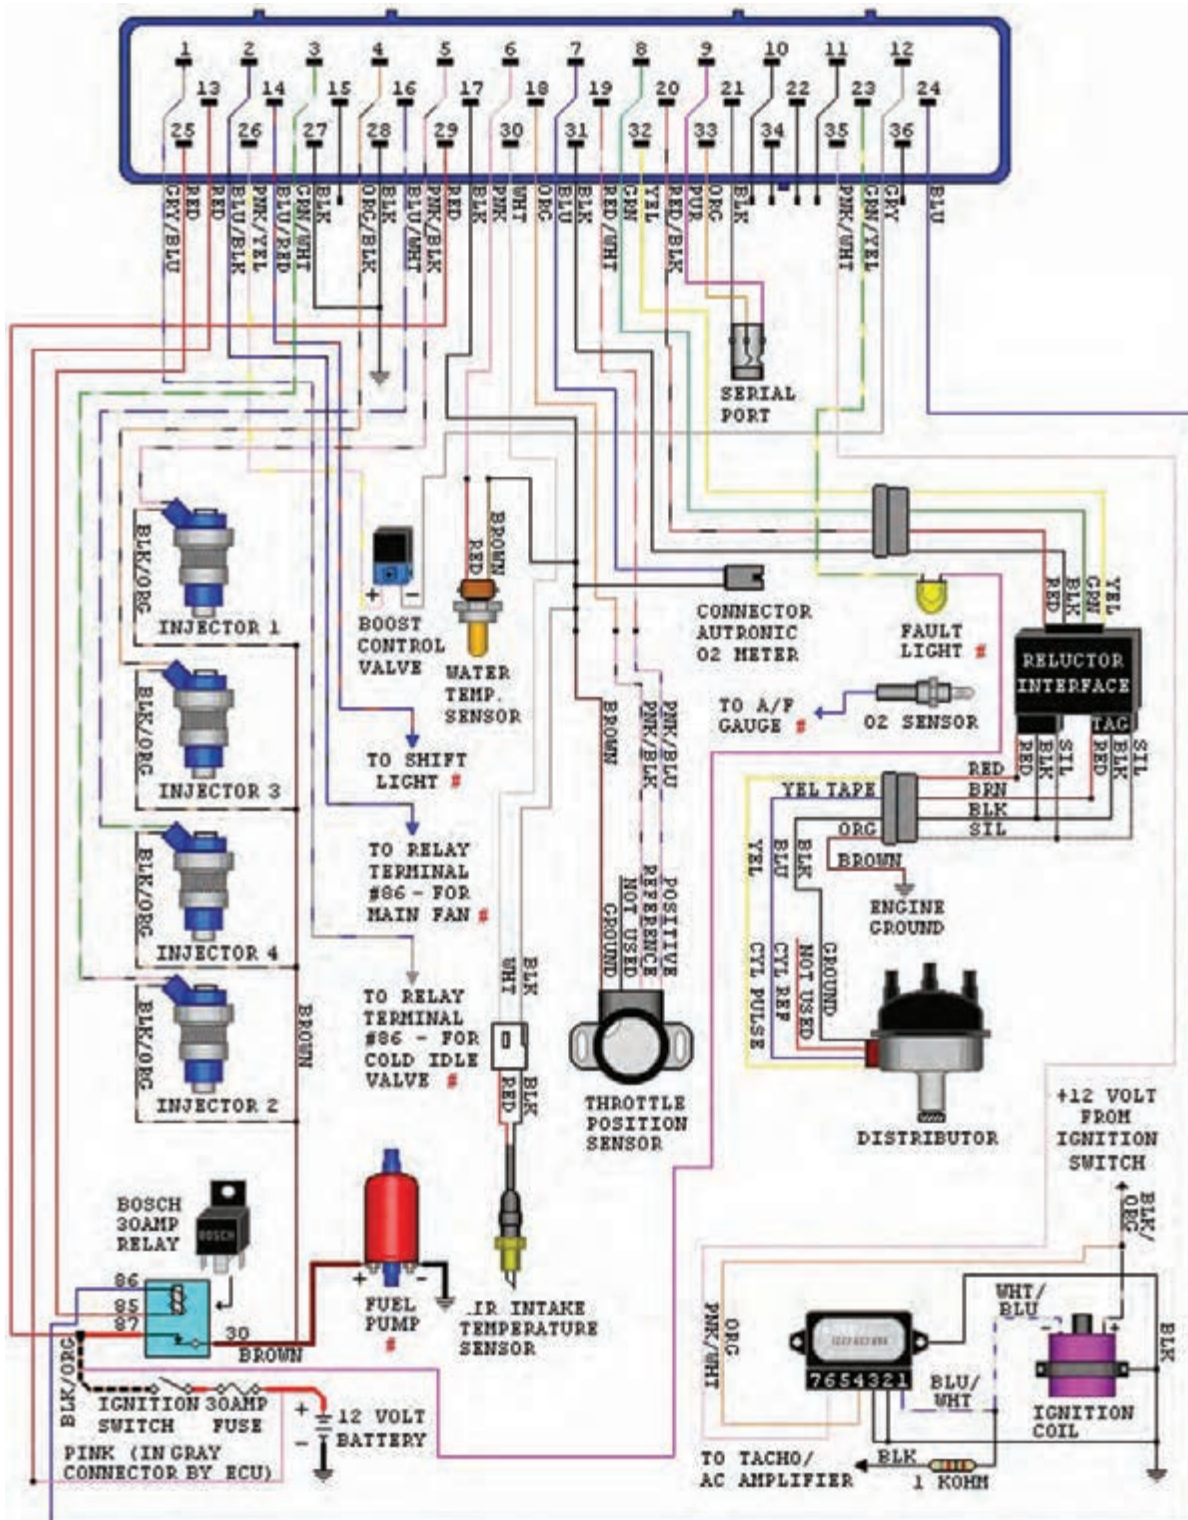 1 2 3 4 5 6 7 8 9 10 11 12
13 14 15 16 17 18 19 20 21 22 23 24
25 26 27 28 29 30 31 32 33 34 35 36
GRY/BLU
RED
RED
BLU/BLK
PNK/YEL
BLU/RED
GRN/WHT
BLK
ORG/BLK
BLK
BLU/WHT
PNK/BLK
RED
BLK
PNK
WHT
ORG
BLU
BLK
RED/WHT
GRN
YEL
RED/BLK
PUR
ORG
BLK
PNK/WHT
GRN/YEL
GRY
BLU
SERIAL
PORT
BLK/ORG
INJECTOR 1
BLK/ORG
INJECTOR 3
BLK/ORG
INJECTOR 4
BLK/ORG
INJECTOR 2
BROWN
+ -
BOOST
CONTROL
VALVE
RED
BROWN
WATER
TEMP.
SENSOR
TO SHIFT
LIGHT #
TO RELAY
TERMINAL
#86 - FOR
MAIN FAN #
TO RELAY
TERMINAL
#86 - FOR
COLD IDLE
VALVE #
WHT
BLK
RED
BLK
.IR INTAKE
TEMPERATURE
SENSOR
BROWN
PNK/BLK
PNK/BLU
GROUND
NOT USED
REFERENCE
POSITIVE
THROTTLE
POSITION
SENSOR
CONNECTOR
AUTRONIC
O2 METER
FAULT
LIGHT #
TO A/F
GAUGE #
O2 SENSOR
RED
BLK
GRN
YEL
RELUCTOR
INTERFACE
TAG
RED
BLK
SIL
RED
BLK
SIL
RED
YEL TAPE
BRN
BLK
ORG
SIL
BROWN
ENGINE
GROUND
YEL
BLU
BLK
CYL PULSE
CYL REF
NOT USED
GROUND
DISTRIBUTOR
+12 VOLT
FROM
IGNITION
SWITCH
BLK/
ORG
BOSCH
30AMP
RELAY
BOSCH
86
85
87
30
BROWN
+ -
FUEL
PUMP
#
BLK/ORG
IGNITION
SWITCH
30AMP
FUSE
+
-
12 VOLT
BATTERY
PINK (IN GRAY
CONNECTOR BY ECU)
PNK/WHT
ORG
7654321
WHT/
BLU
BLU/
WHT
- +
IGNITION
COIL
BLK
TO TACHO/
AC AMPLIFIER
BLK
1 KOHM